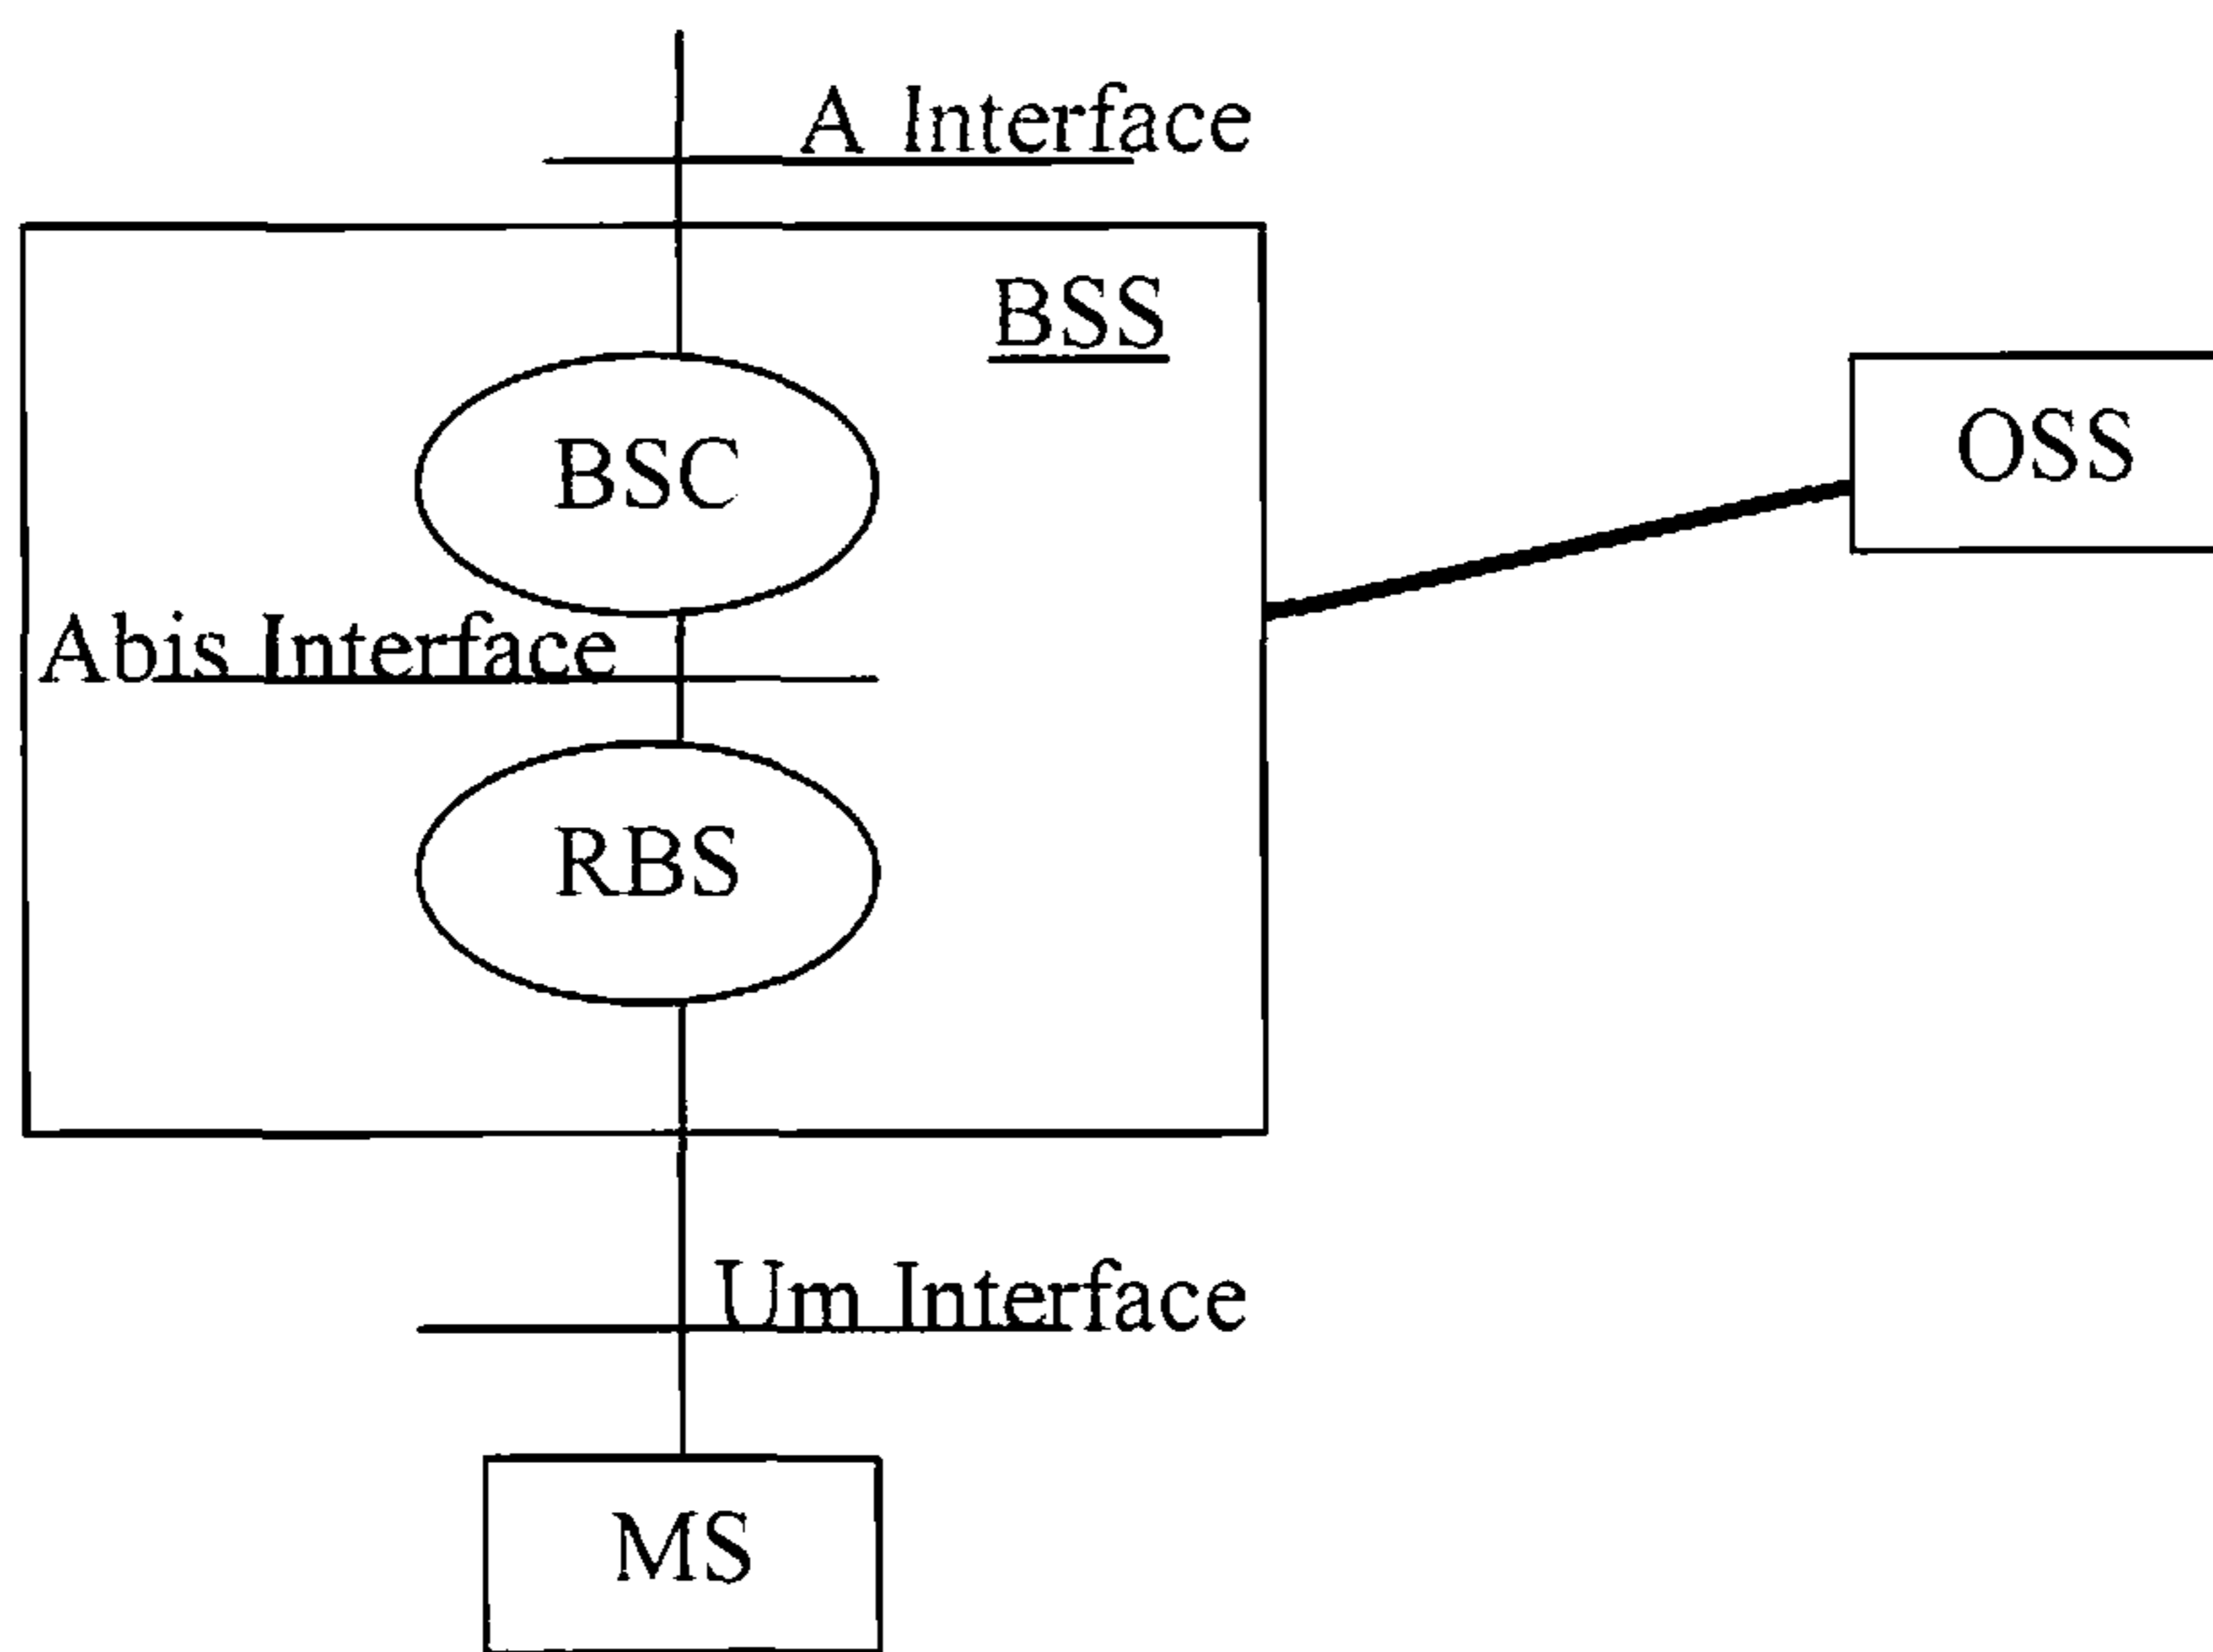 A Interface
BSS
BSC
OSS
Abis Interface
RBS
Um Interface
MS